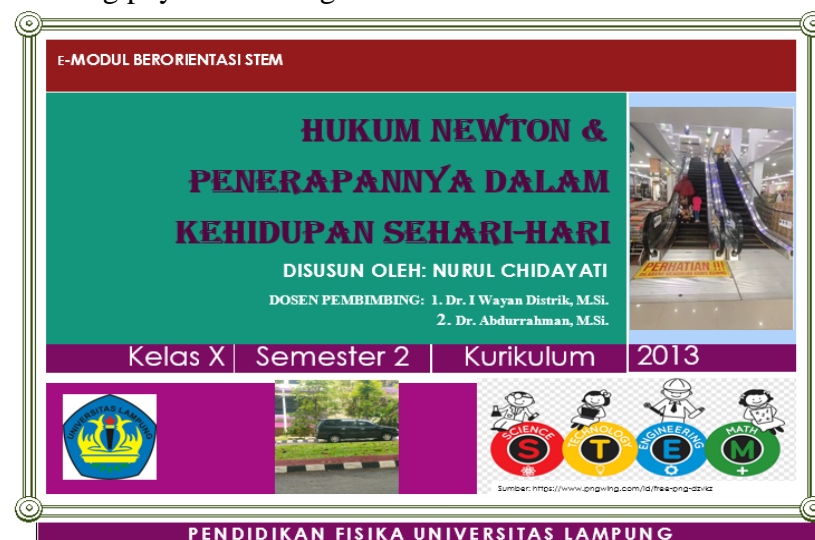 E-MODUL BERORIENTASI STEM
HUKUM NEWTON &
PENERAPANNYA DALAM
KEHIDUPAN SEHARI-HARI
DISUSUN OLEH: NURUL CHIDAYATI
DOSEN PEMBIMBING: 1. Dr. I Wayan Distrik, M.Si.
2. Dr. Abdurrahman, M.Si.
PERHATIAN !!!
Kelas X | Semester 2 | Kurikulum | 2013
UNIVERSITAS LAMPUNG
SCIENCE TECHNOLOGY ENGINEERING MATH
S T E M
Sumber: https://www.pngwing.com/id/free-png-dzvkz
PENDIDIKAN FISIKA UNIVERSITAS LAMPUNG